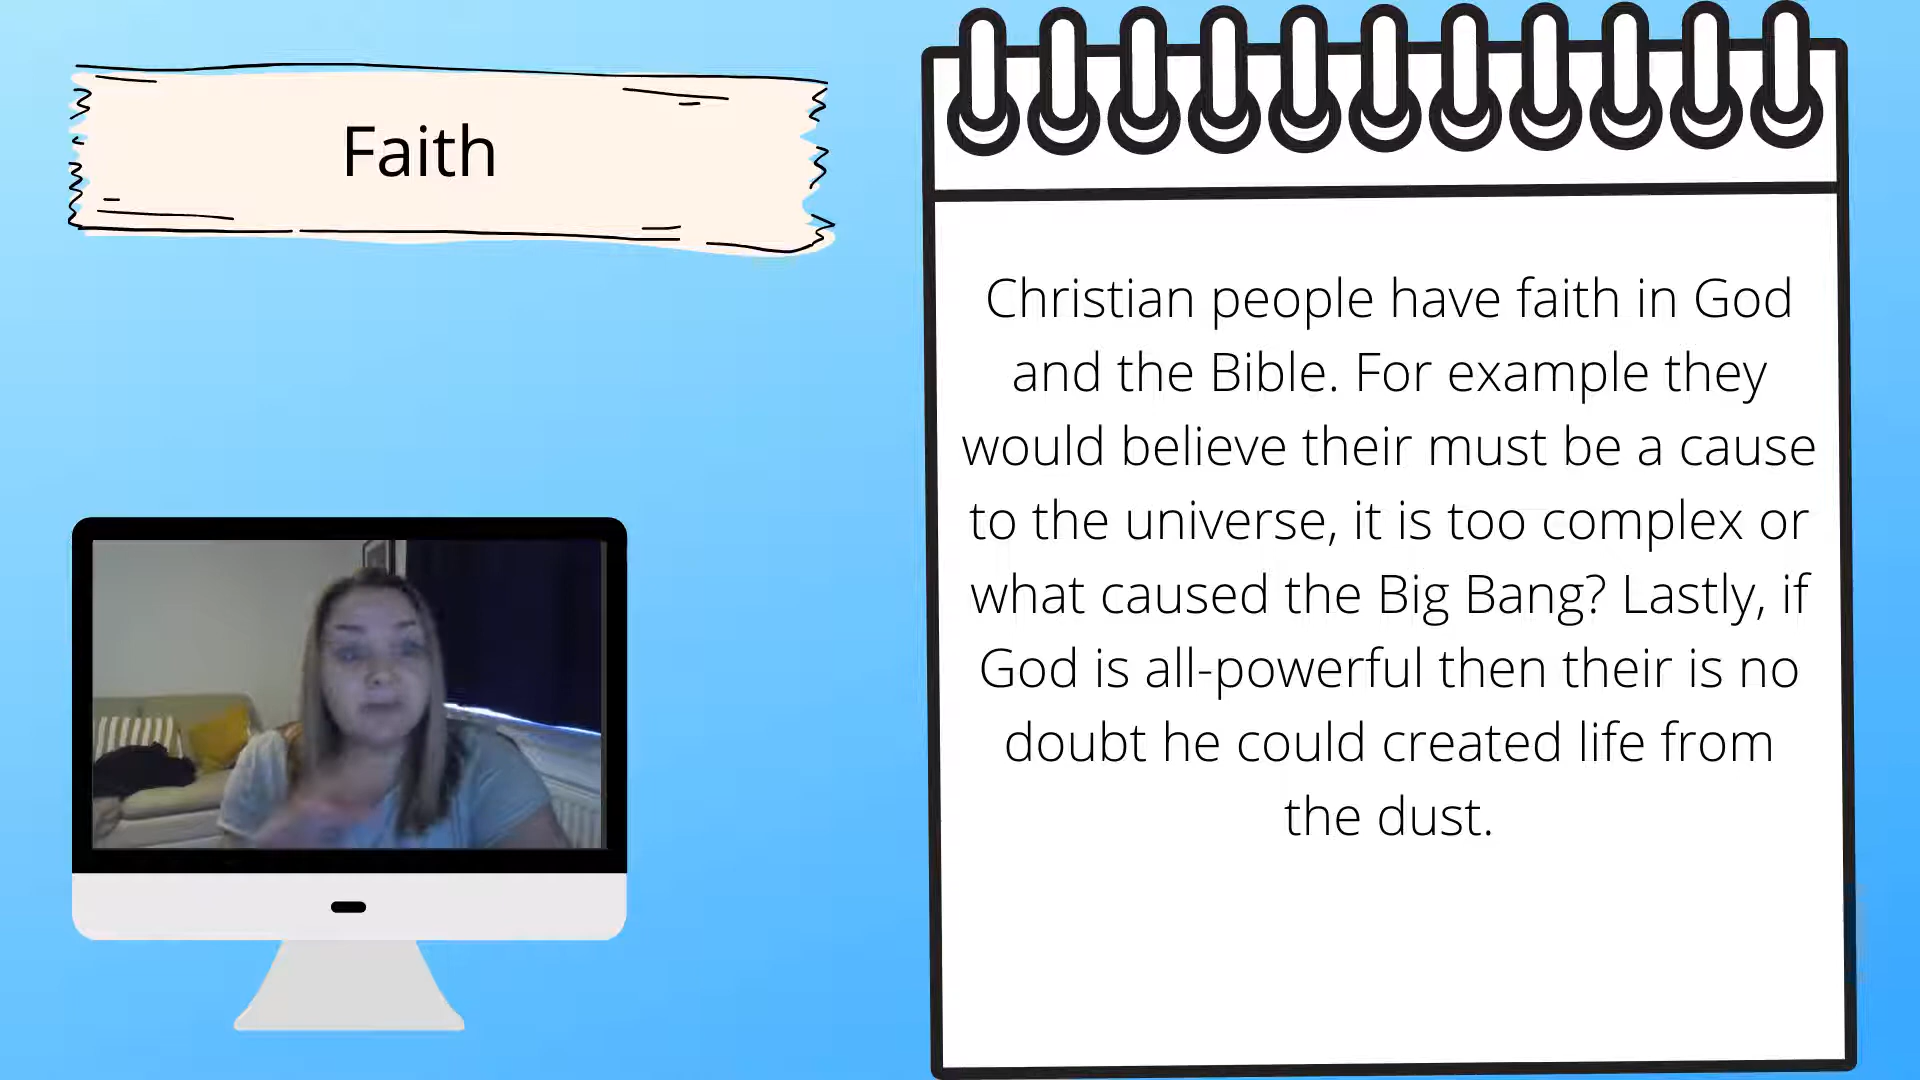 Faith
Christian people have faith in God
and the Bible. For example they
would believe their must be a cause
to the universe, it is too complex or
what caused the Big Bang? Lastly, if
God is all-powerful then their is no
doubt he could created life from
the dust.